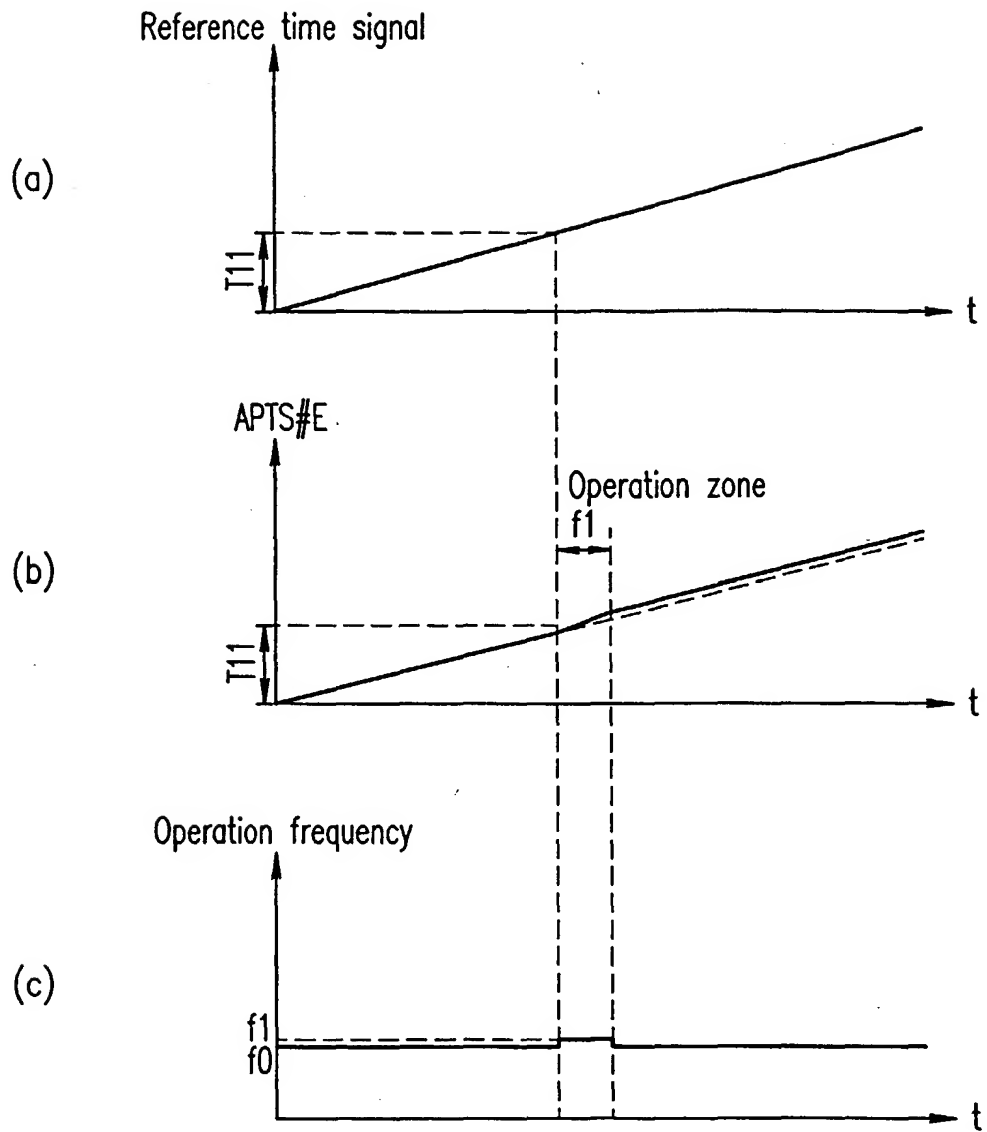 Reference time signal
(a)
T11
t
APTS#E
Operation zone
f1
(b)
T11
t
Operation frequency
(c)
f1
f0
t